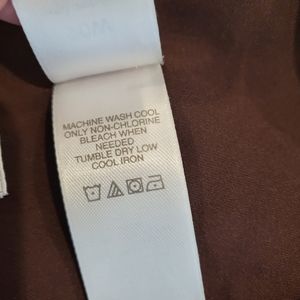 MACHINE WASH COOL
ONLY NON-CHLORINE
BLEACH WHEN
NEEDED
TUMBLE DRY LOW
COOL IRON